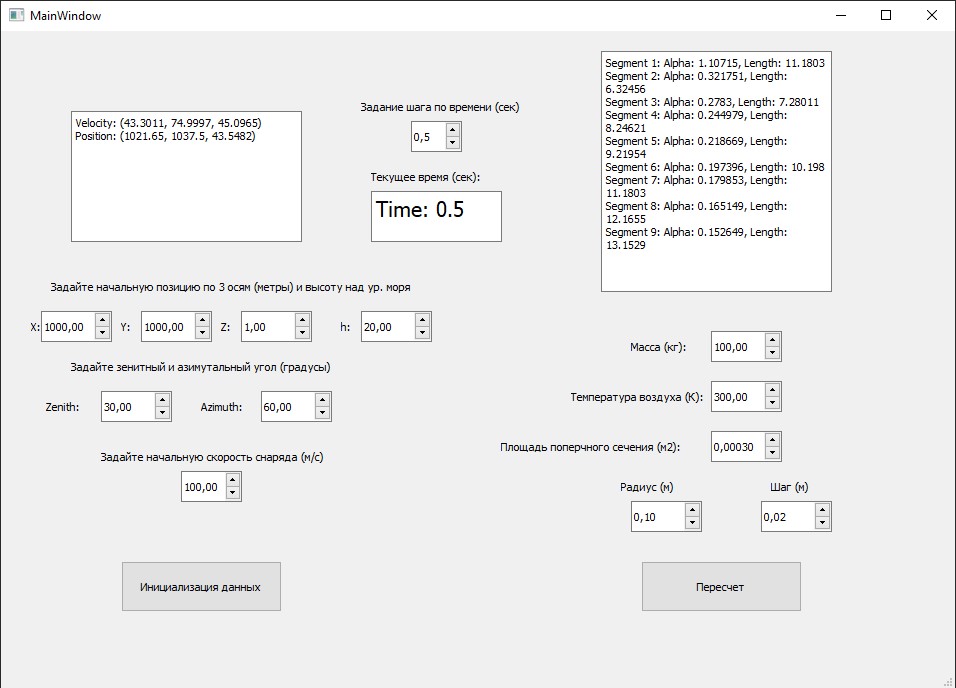 MainWindow
Velocity: (43.3011, 74.9997, 45.0965)
Position: (1021.65, 1037.5, 43.5482)
Задание шага по времени (сек)
0,5
Текущее время (сек):
Time: 0.5
Segment 1: Alpha: 1.10715, Length: 11.1803
Segment 2: Alpha: 0.321751, Length:
6.32456
Segment 3: Alpha: 0.2783, Length: 7.28011
Segment 4: Alpha: 0.244979, Length:
8.24621
Segment 5: Alpha: 0.218669, Length:
9.21954
Segment 6: Alpha: 0.197396, Length: 10.198
Segment 7: Alpha: 0.179853, Length:
11.1803
Segment 8: Alpha: 0.165149, Length:
12.1655
Segment 9: Alpha: 0.152649, Length:
13.1529
Задайте начальную позицию по 3 осям (метры) и высоту над ур. моря
X: 1000,00 Y: 1000,00 Z: 1,00 h: 20,00
Задайте зенитный и азимутальный угол (градусы)
Zenith: 30,00 Azimuth: 60,00
Задайте начальную скорость снаряда (м/с)
100,00
Масса (кг): 100,00
Температура воздуха (К): 300,00
Площадь поперчного сечения (м2): 0,00030
Радиус (м) Шаг (м)
0,10 0,02
Инициализация данных
Пересчет